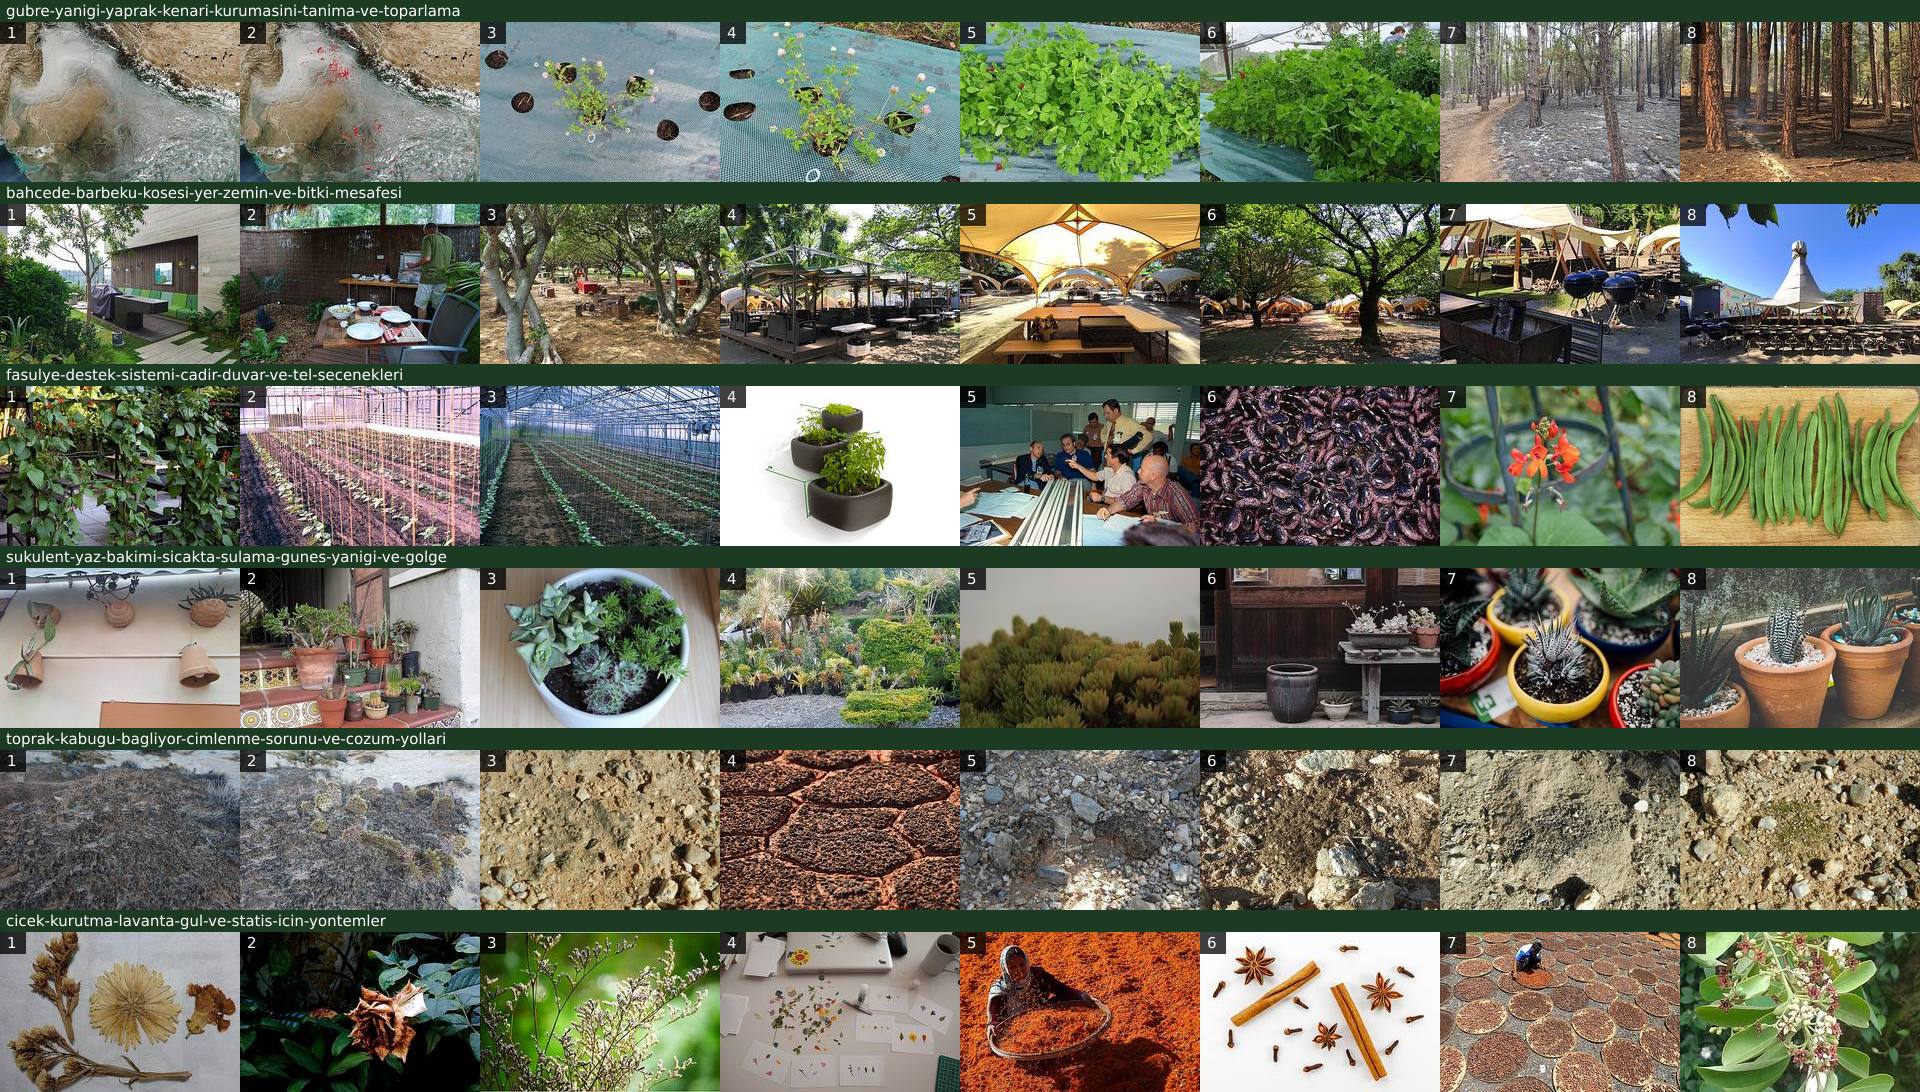 gubre-yanigi-yaprak-kenari-kurumasini-tanima-ve-toparlama
1 2 3 4 5 6 7 8
bahcede-barbeku-kosesi-yer-zemin-ve-bitki-mesafesi
1 2 3 4 5 6 7 8
fasulye-destek-sistemi-cadir-duvar-ve-tel-secenekleri
1 2 3 4 5 6 7 8
sukulent-yaz-bakimi-sicakta-sulama-gunes-yanigi-ve-golge
1 2 3 4 5 6 7 8
toprak-kabugu-bagliyor-cimlenme-sorunu-ve-cozum-yollari
1 2 3 4 5 6 7 8
cicek-kurutma-lavanta-gul-ve-statis-icin-yontemler
1 2 3 4 5 6 7 8